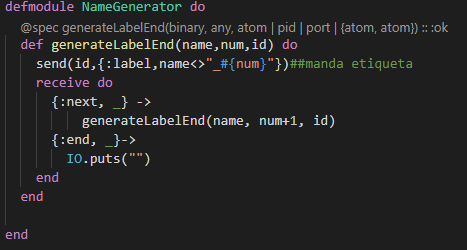 defmodule NameGenerator do
@spec generateLabelEnd(binary, any, atom | pid | port | {atom, atom}) :: :ok
def generateLabelEnd(name,num,id) do
send(id,{:label,name<>"_#{num}"})##manda etiqueta
receive do
{:next, _} ->
generateLabelEnd(name, num+1, id)
{:end, _}->
IO.puts("")
end
end
end